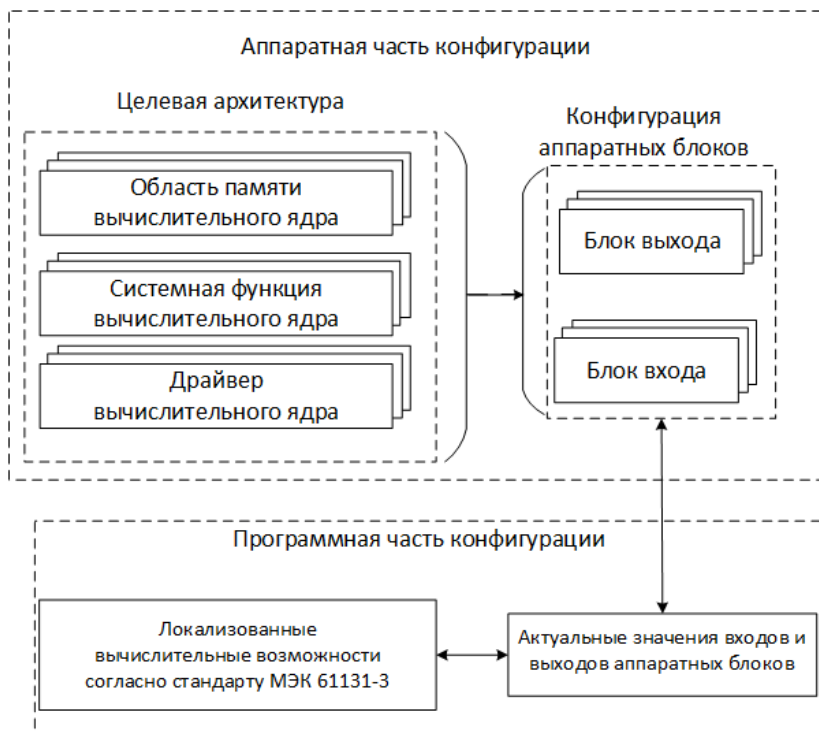 Аппаратная часть конфигурации
Целевая архитектура
Область памяти
вычислительного ядра
Системная функция
вычислительного ядра
Драйвер
вычислительного ядра
Конфигурация
аппаратных блоков
Блок выхода
Блок входа
Программная часть конфигурации
Локализованные
вычислительные возможности
согласно стандарту МЭК 61131-3
Актуальные значения входов и
выходов аппаратных блоков